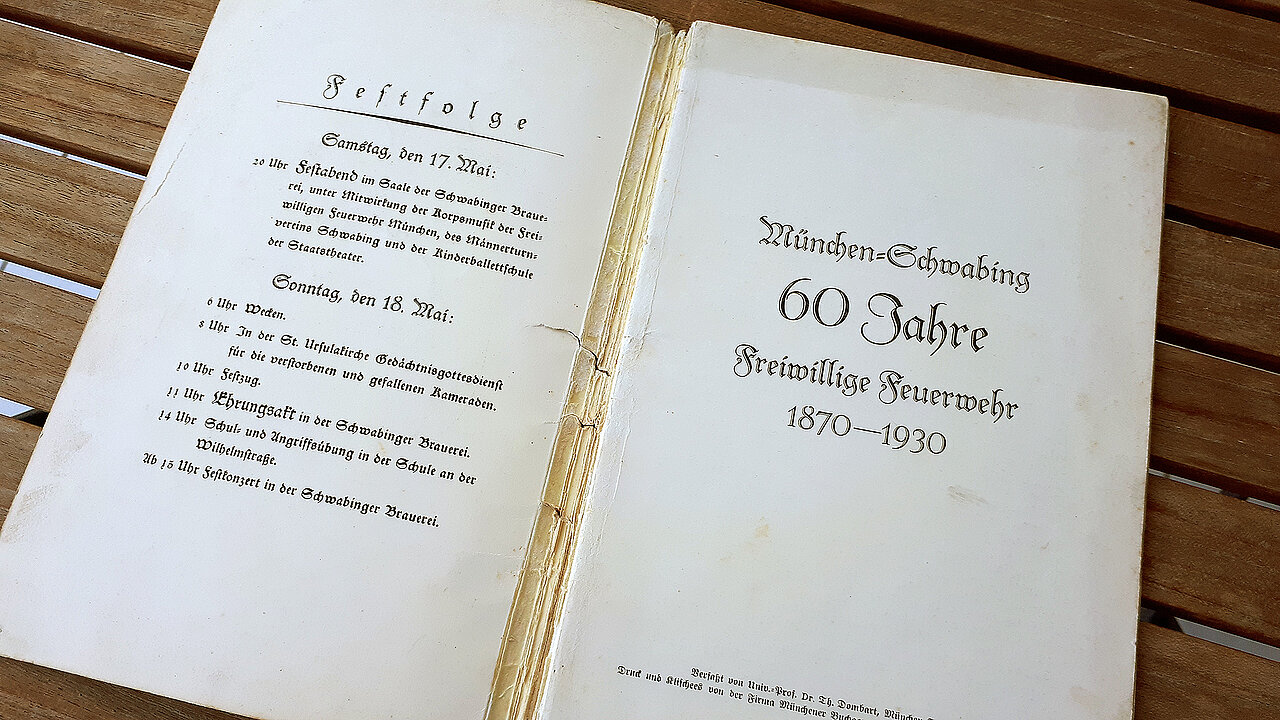 Festfolge
Samstag, den 17. Mai:
20 Uhr Festabend im Saale der Schwabinger Braue-
rei, unter Mitwirkung der Korpsmusik der Frei-
willigen Feuerwehr München, des Männerturn-
vereins Schwabing und der Kinderballettschule
der Staatstheater.
Sonntag, den 18. Mai:
6 Uhr Wecken.
8 Uhr In der St. Ursulakirche Gedächtnisgottesdienst
für die verstorbenen und gefallenen Kameraden.
10 Uhr Festzug.
11 Uhr Ehrungsakt in der Schwabinger Brauerei.
14 Uhr Schul- und Angriffsübung in der Schule an der
Wilhelmstraße.
Ab 15 Uhr Festkonzert in der Schwabinger Brauerei.
München-Schwabing
60 Jahre
Freiwillige Feuerwehr
1870—1930
Verfaßt von Univ.-Prof. Dr. Th. Dombart, München
Druck und Klischees von der Firma Münchener